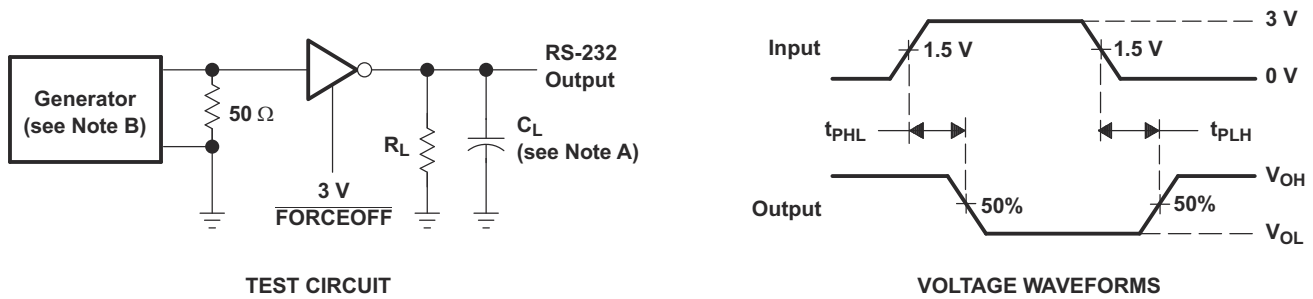 Generator
(see Note B)
50 Ω
3 V
FORCEOFF
R_L
C_L
(see Note A)
RS-232
Output
TEST CIRCUIT
Input
1.5 V
1.5 V
3 V
0 V
t_PHL
t_PLH
Output
50%
50%
V_OH
V_OL
VOLTAGE WAVEFORMS